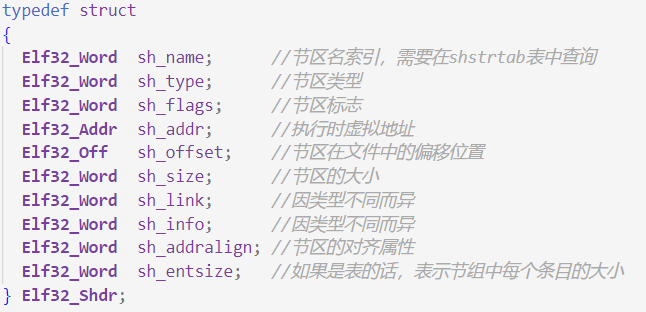 typedef struct
{
  Elf32_Word  sh_name;      //节区名索引，需要在shstrtab表中查询
  Elf32_Word  sh_type;      //节区类型
  Elf32_Word  sh_flags;     //节区标志
  Elf32_Addr  sh_addr;      //执行时虚拟地址
  Elf32_Off   sh_offset;    //节区在文件中的偏移位置
  Elf32_Word  sh_size;      //节区的大小
  Elf32_Word  sh_link;      //因类型不同而异
  Elf32_Word  sh_info;      //因类型不同而异
  Elf32_Word  sh_addralign; //节区的对齐属性
  Elf32_Word  sh_entsize;   //如果是表的话，表示节组中每个条目的大小
} Elf32_Shdr;